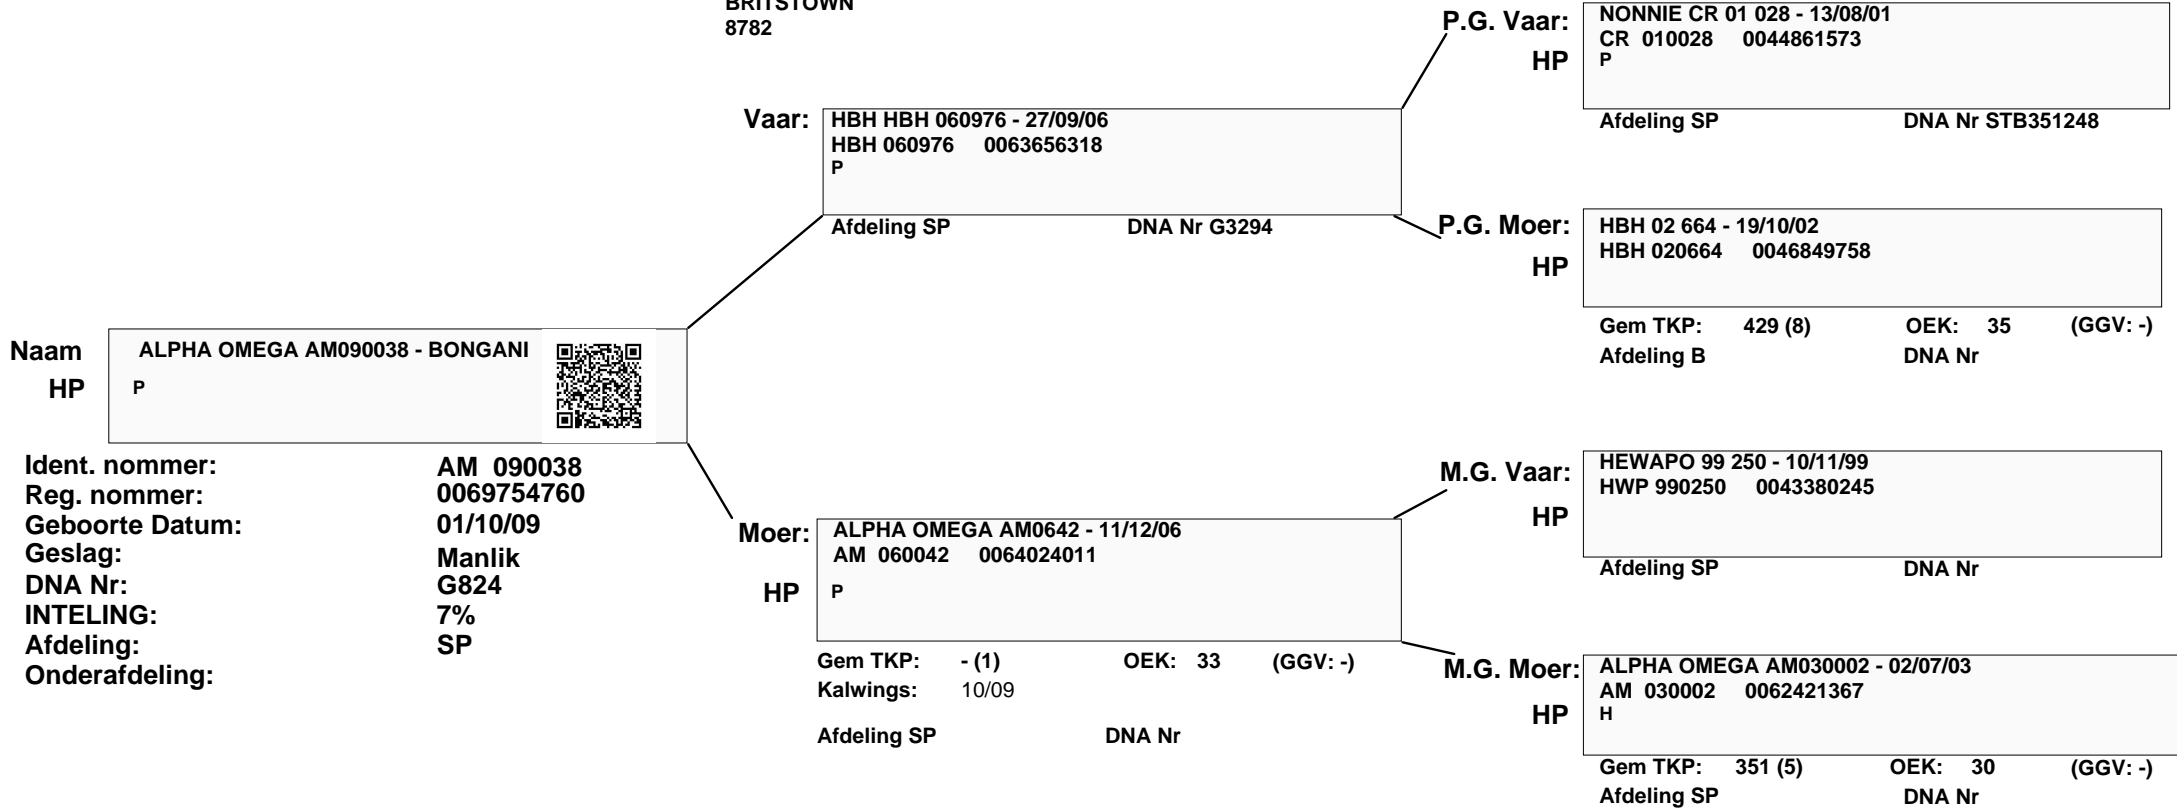 BRITSTOWN
8782
Naam
ALPHA OMEGA AM090038 - BONGANI
HP
P
Ident. nommer: AM 090038
Reg. nommer: 0069754760
Geboorte Datum: 01/10/09
Geslag: Manlik
DNA Nr: G824
INTELING: 7%
Afdeling: SP
Onderafdeling:
Vaar:
HBH HBH 060976 - 27/09/06
HBH 060976 0063656318
P
Afdeling SP DNA Nr G3294
Moer:
ALPHA OMEGA AM0642 - 11/12/06
AM 060042 0064024011
HP
P
Gem TKP: - (1) OEK: 33 (GGV: -)
Kalwings: 10/09
Afdeling SP DNA Nr
P.G. Vaar:
NONNIE CR 01 028 - 13/08/01
CR 010028 0044861573
HP
P
Afdeling SP DNA Nr STB351248
P.G. Moer:
HBH 02 664 - 19/10/02
HBH 020664 0046849758
HP
Gem TKP: 429 (8) OEK: 35 (GGV: -)
Afdeling B DNA Nr
M.G. Vaar:
HEWAPO 99 250 - 10/11/99
HWP 990250 0043380245
HP
Afdeling SP DNA Nr
M.G. Moer:
ALPHA OMEGA AM030002 - 02/07/03
AM 030002 0062421367
HP
H
Gem TKP: 351 (5) OEK: 30 (GGV: -)
Afdeling SP DNA Nr